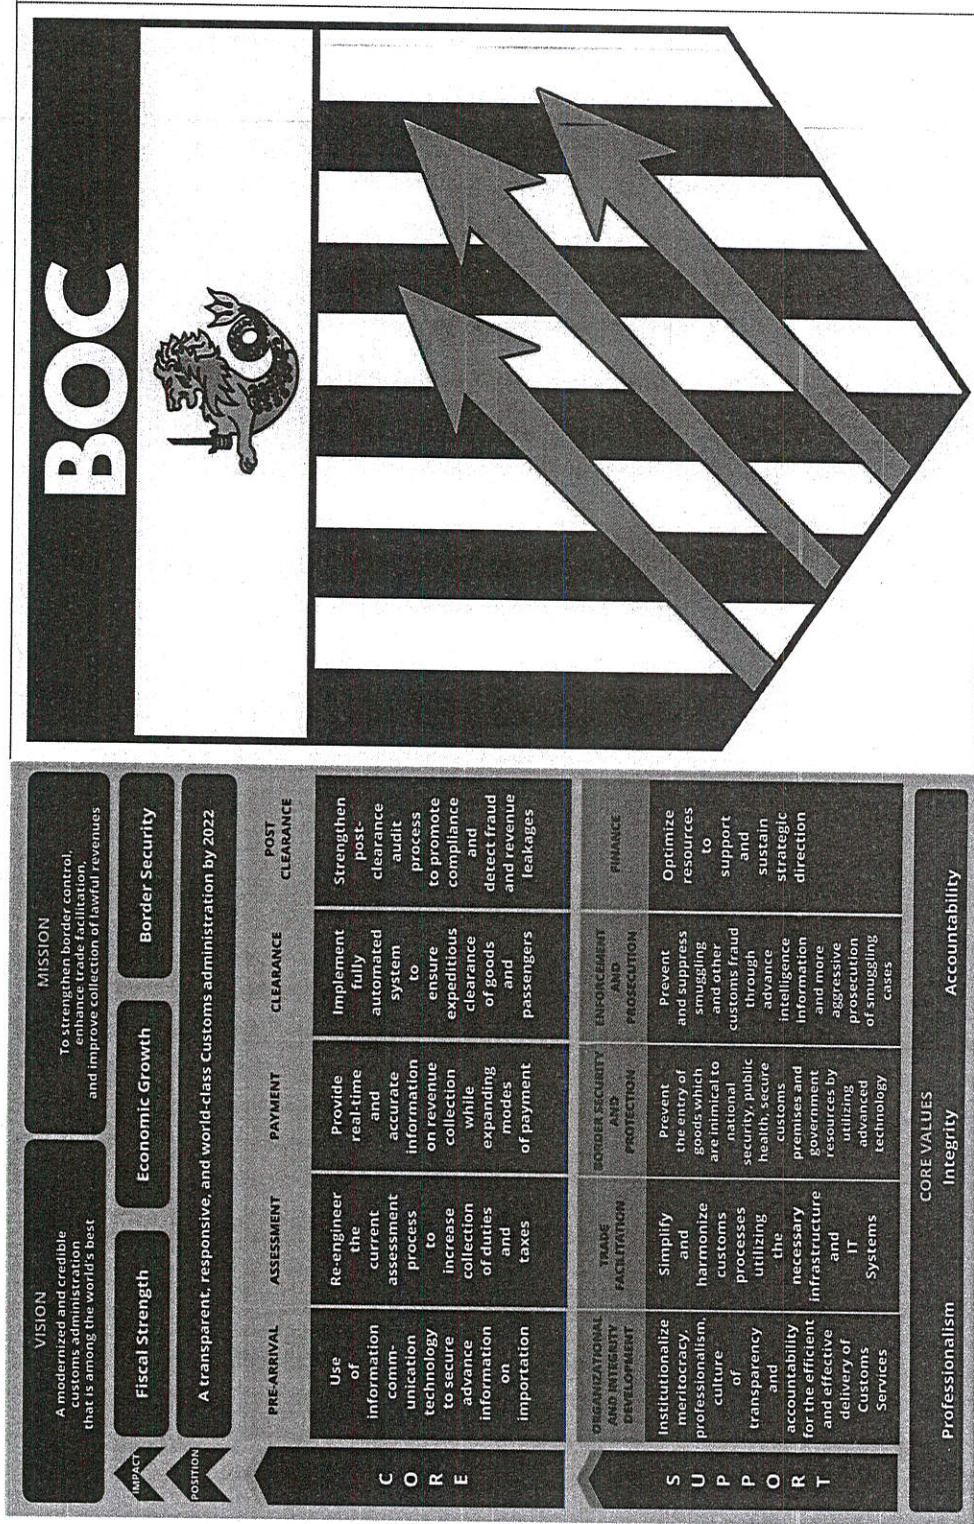 BOC
VISION
A modernized and credible
customs administration
that is among the world's best
MISSION
To strengthen border control,
enhance trade facilitation,
and improve collection of lawful revenues
IMPACT
Fiscal Strength
Economic Growth
Border Security
POSITION
A transparent, responsive, and world-class Customs administration by 2022
CORE
PRE-ARRIVAL
Use
of
information
comm-
unication
technology
to secure
advance
information
on
importation
ASSESSMENT
Re-engineer
the
current
assessment
process
to
increase
collection
of duties
and
taxes
PAYMENT
Provide
real-time
and
accurate
information
on revenue
collection
while
expanding
modes
of payment
CLEARANCE
Implement
fully
automated
system
to
ensure
expeditious
clearance
of goods
and
passengers
POST
CLEARANCE
Strengthen
post-
clearance
audit
process
to promote
compliance
and
detect fraud
and revenue
leakages
SUPPORT
ORGANIZATIONAL
AND INTEGRITY
DEVELOPMENT
Institutionalize
meritocracy,
professionalism,
culture
of
transparency
and
accountability
for the efficient
and effective
delivery of
Customs
Services
TRADE
FACILITATION
Simplify
and
harmonize
customs
processes
utilizing
the
necessary
infrastructure
and
IT
Systems
BORDER SECURITY
AND
PROTECTION
Prevent
the entry of
goods which
are inimical to
national
security, public
health, secure
customs
premises and
government
resources by
utilizing
advanced
technology
ENFORCEMENT
AND
PROSECUTION
Prevent
and suppress
smuggling
and other
customs fraud
through
advance
intelligence
information
and more
aggressive
prosecution
of smuggling
cases
FINANCE
Optimize
resources
to
support
and
sustain
strategic
direction
CORE VALUES
Professionalism
Integrity
Accountability